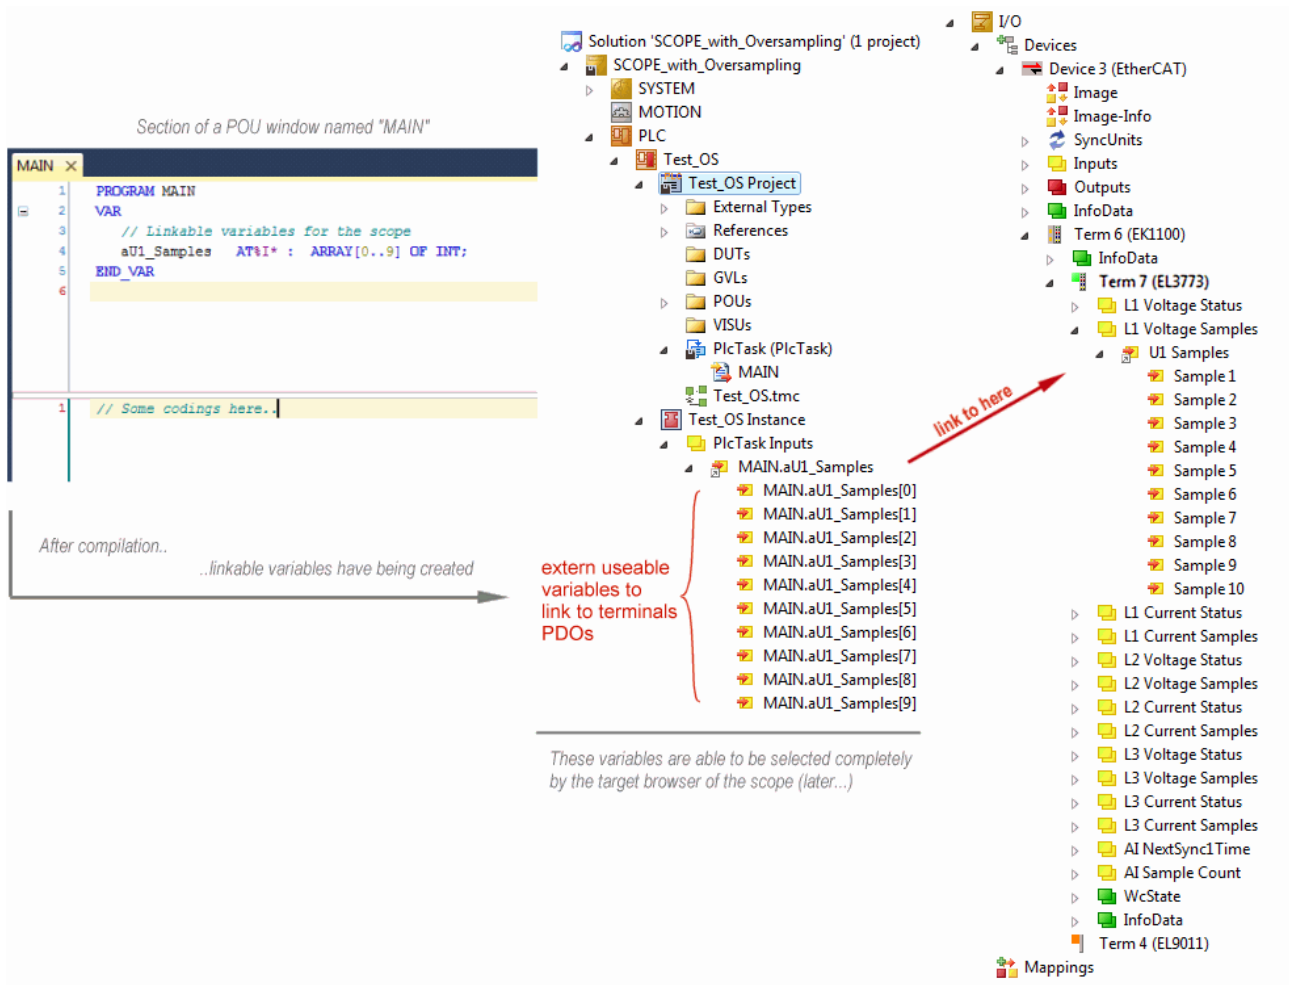 Section of a POU window named "MAIN"
MAIN X
1 PROGRAM MAIN
2 VAR
3 // Linkable variables for the scope
4 aU1_Samples AT%I* : ARRAY[0..9] OF INT;
5 END_VAR
6
1 // Some codings here..
After compilation..
..linkable variables have being created
Solution 'SCOPE_with_Oversampling' (1 project)
SCOPE_with_Oversampling
SYSTEM
MOTION
PLC
Test_OS
Test_OS Project
External Types
References
DUTs
GVLs
POUs
VISUs
PlcTask (PlcTask)
MAIN
Test_OS.tmc
Test_OS Instance
PlcTask Inputs
MAIN.aU1_Samples
MAIN.aU1_Samples[0]
MAIN.aU1_Samples[1]
MAIN.aU1_Samples[2]
MAIN.aU1_Samples[3]
MAIN.aU1_Samples[4]
MAIN.aU1_Samples[5]
MAIN.aU1_Samples[6]
MAIN.aU1_Samples[7]
MAIN.aU1_Samples[8]
MAIN.aU1_Samples[9]
extern useable
variables to
link to terminals
PDOs
These variables are able to be selected completely
by the target browser of the scope (later...)
link to here
I/O
Devices
Device 3 (EtherCAT)
Image
Image-Info
SyncUnits
Inputs
Outputs
InfoData
Term 6 (EK1100)
InfoData
Term 7 (EL3773)
L1 Voltage Status
L1 Voltage Samples
U1 Samples
Sample 1
Sample 2
Sample 3
Sample 4
Sample 5
Sample 6
Sample 7
Sample 8
Sample 9
Sample 10
L1 Current Status
L1 Current Samples
L2 Voltage Status
L2 Voltage Samples
L2 Current Status
L2 Current Samples
L3 Voltage Status
L3 Voltage Samples
L3 Current Status
L3 Current Samples
AI NextSync1Time
AI Sample Count
WcState
InfoData
Term 4 (EL9011)
Mappings